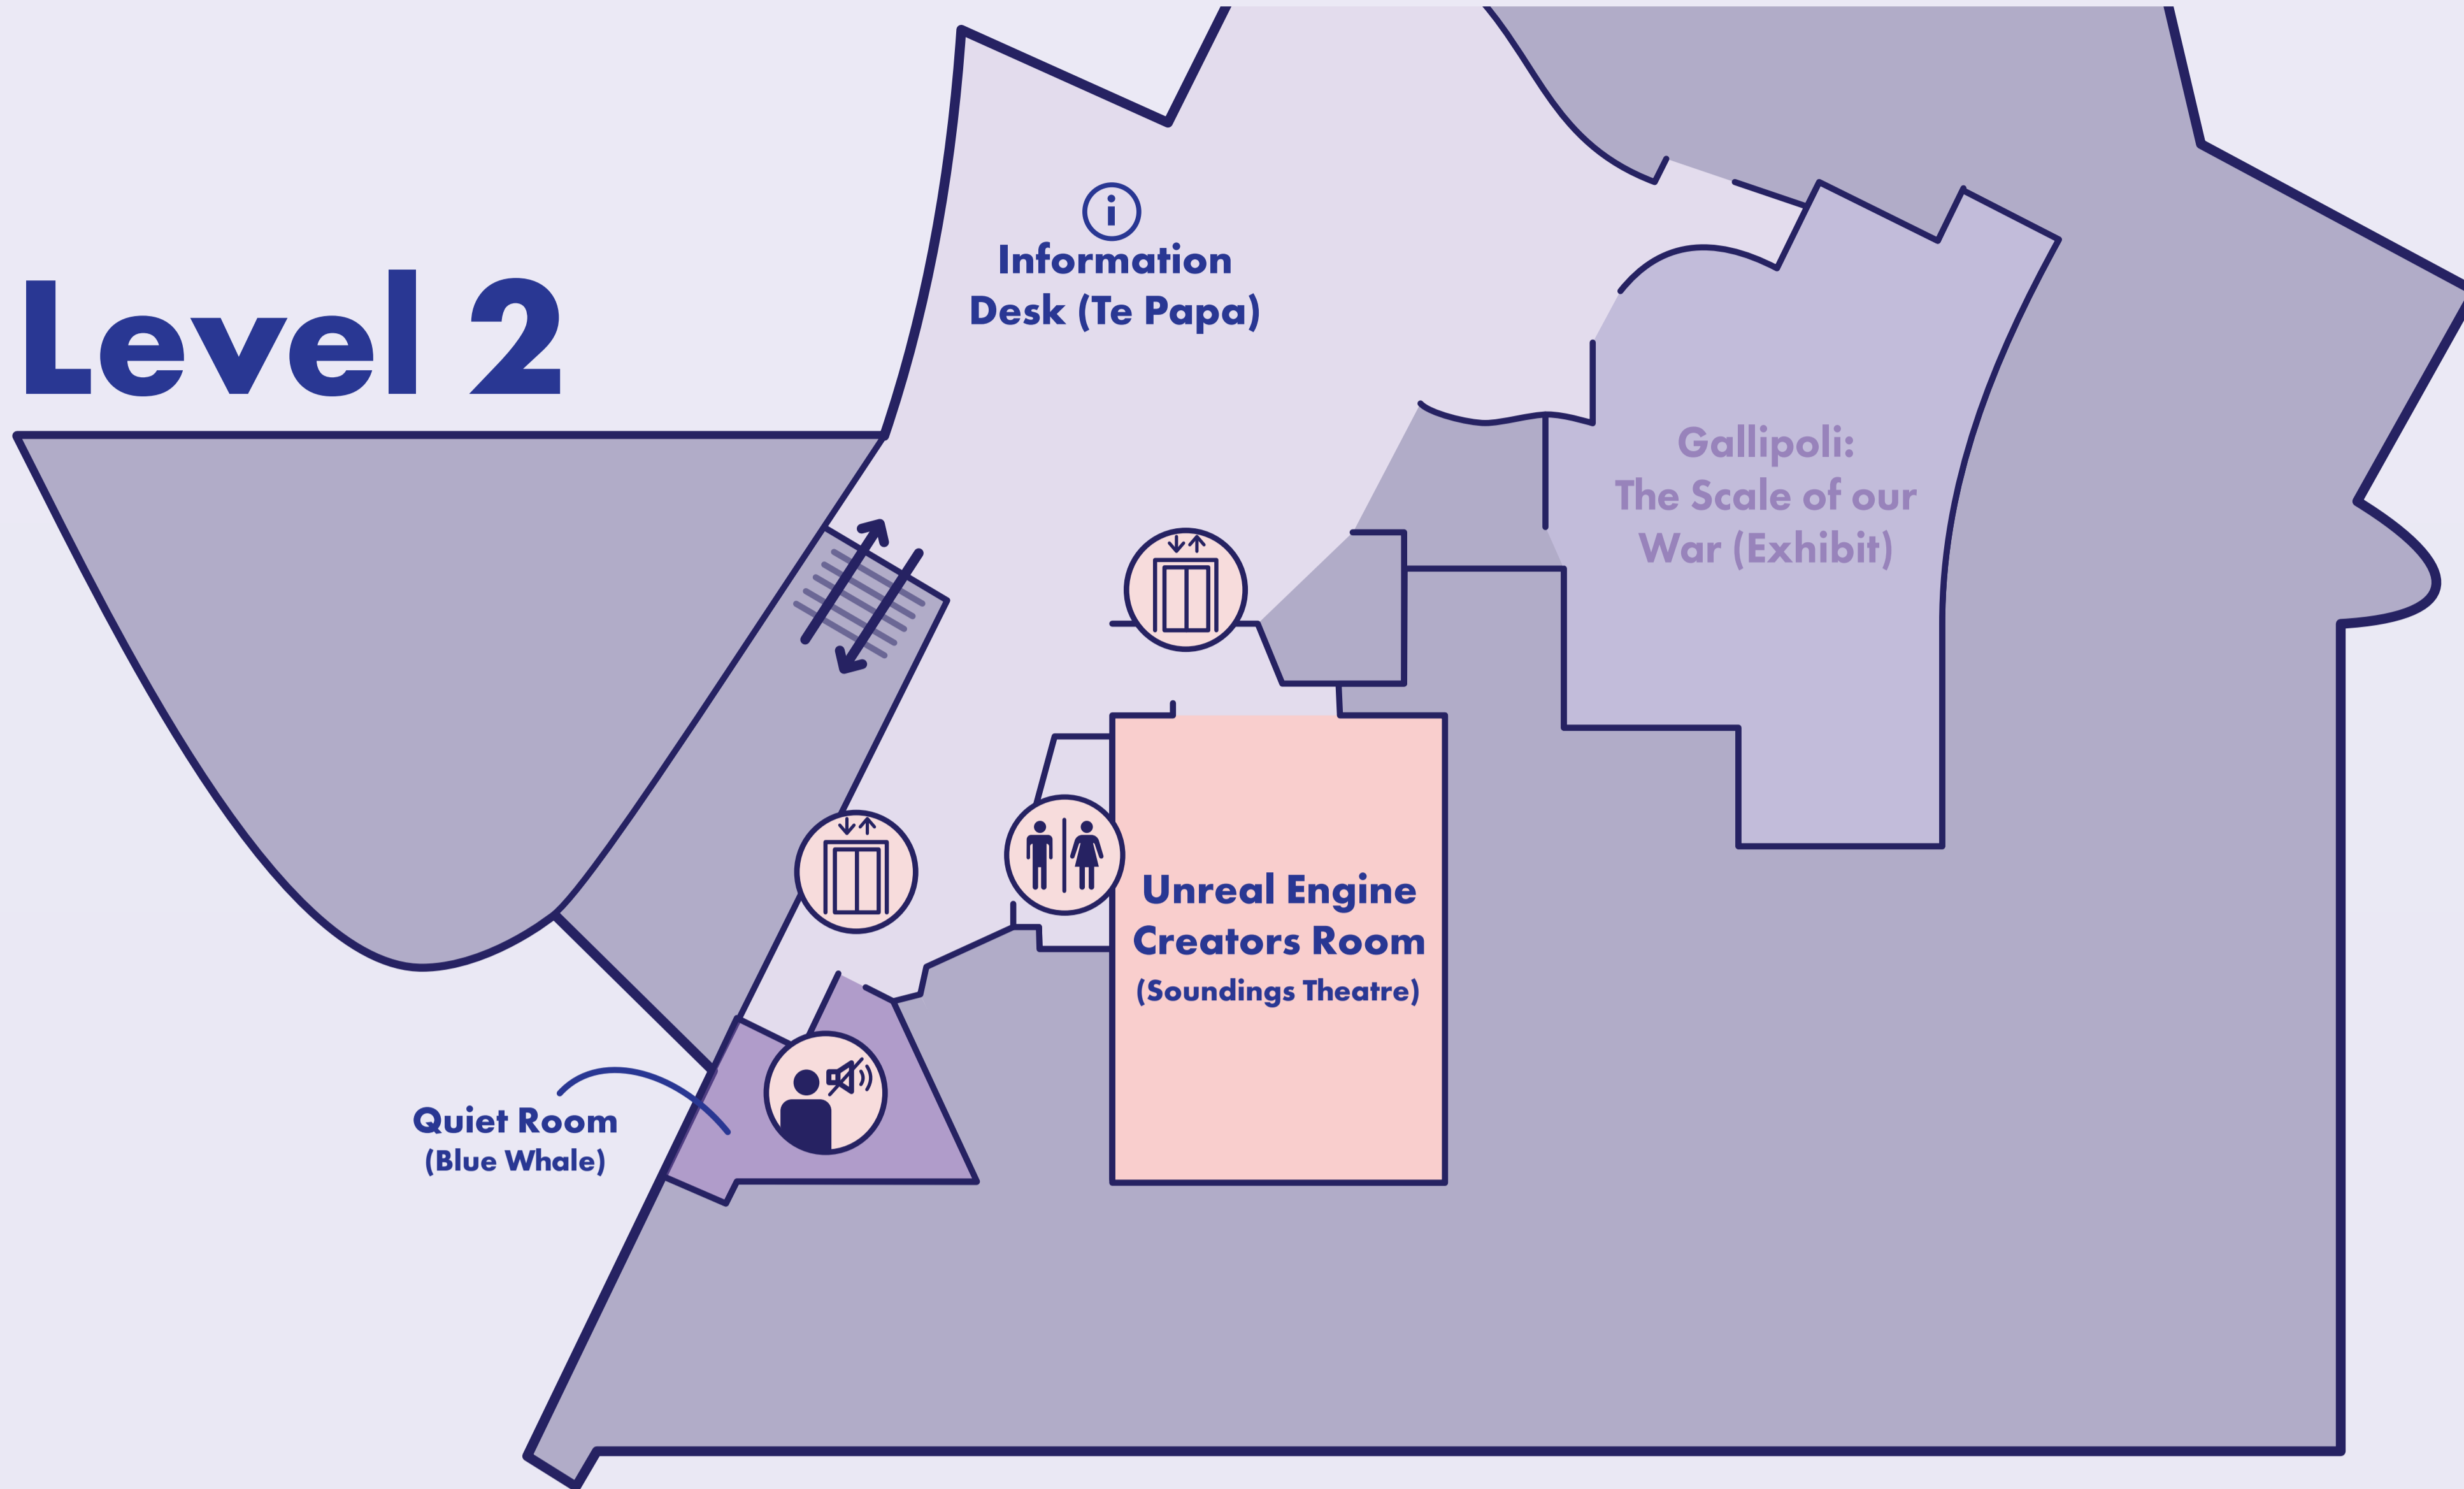 Level 2
Information
Desk (Te Papa)
Gallipoli:
The Scale of our
War (Exhibit)
Unreal Engine
Creators Room
(Soundings Theatre)
Quiet Room
(Blue Whale)